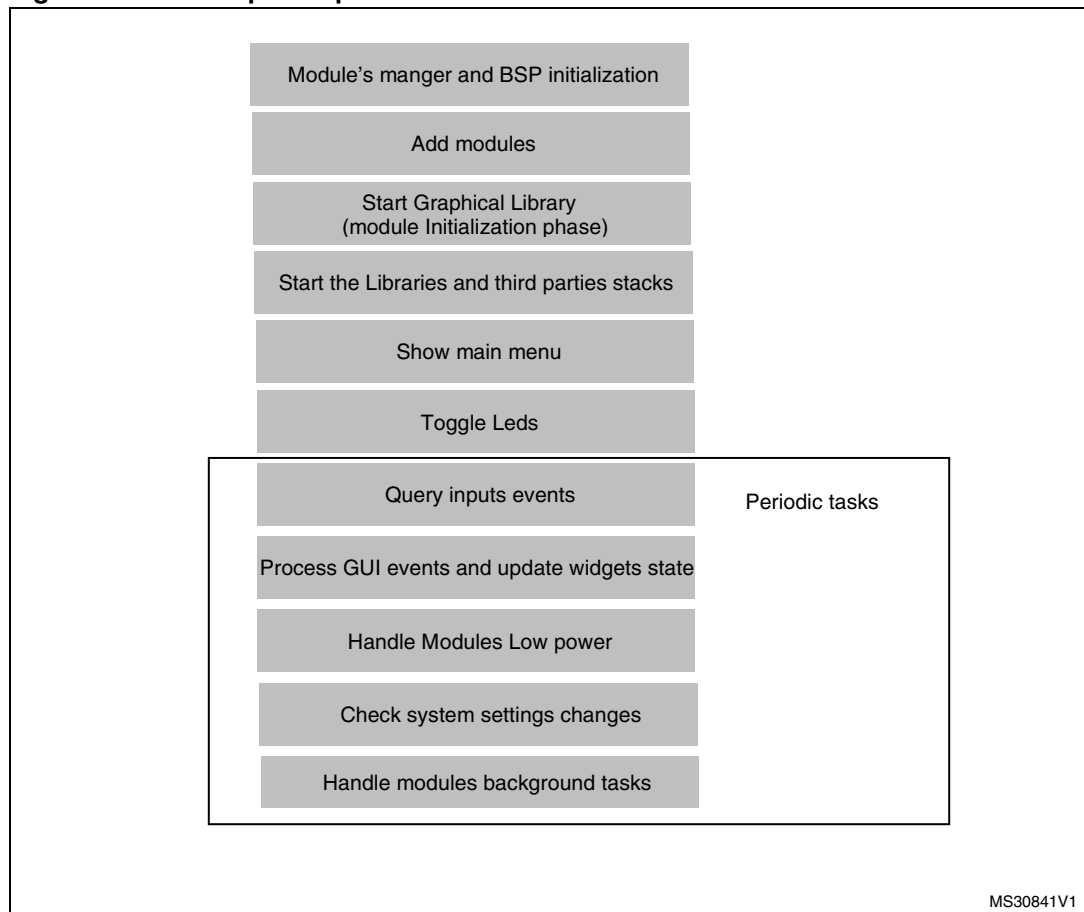 Module's manger and BSP initialization
Add modules
Start Graphical Library
(module Initialization phase)
Start the Libraries and third parties stacks
Show main menu
Toggle Leds
Query inputs events
Periodic tasks
Process GUI events and update widgets state
Handle Modules Low power
Check system settings changes
Handle modules background tasks
MS30841V1